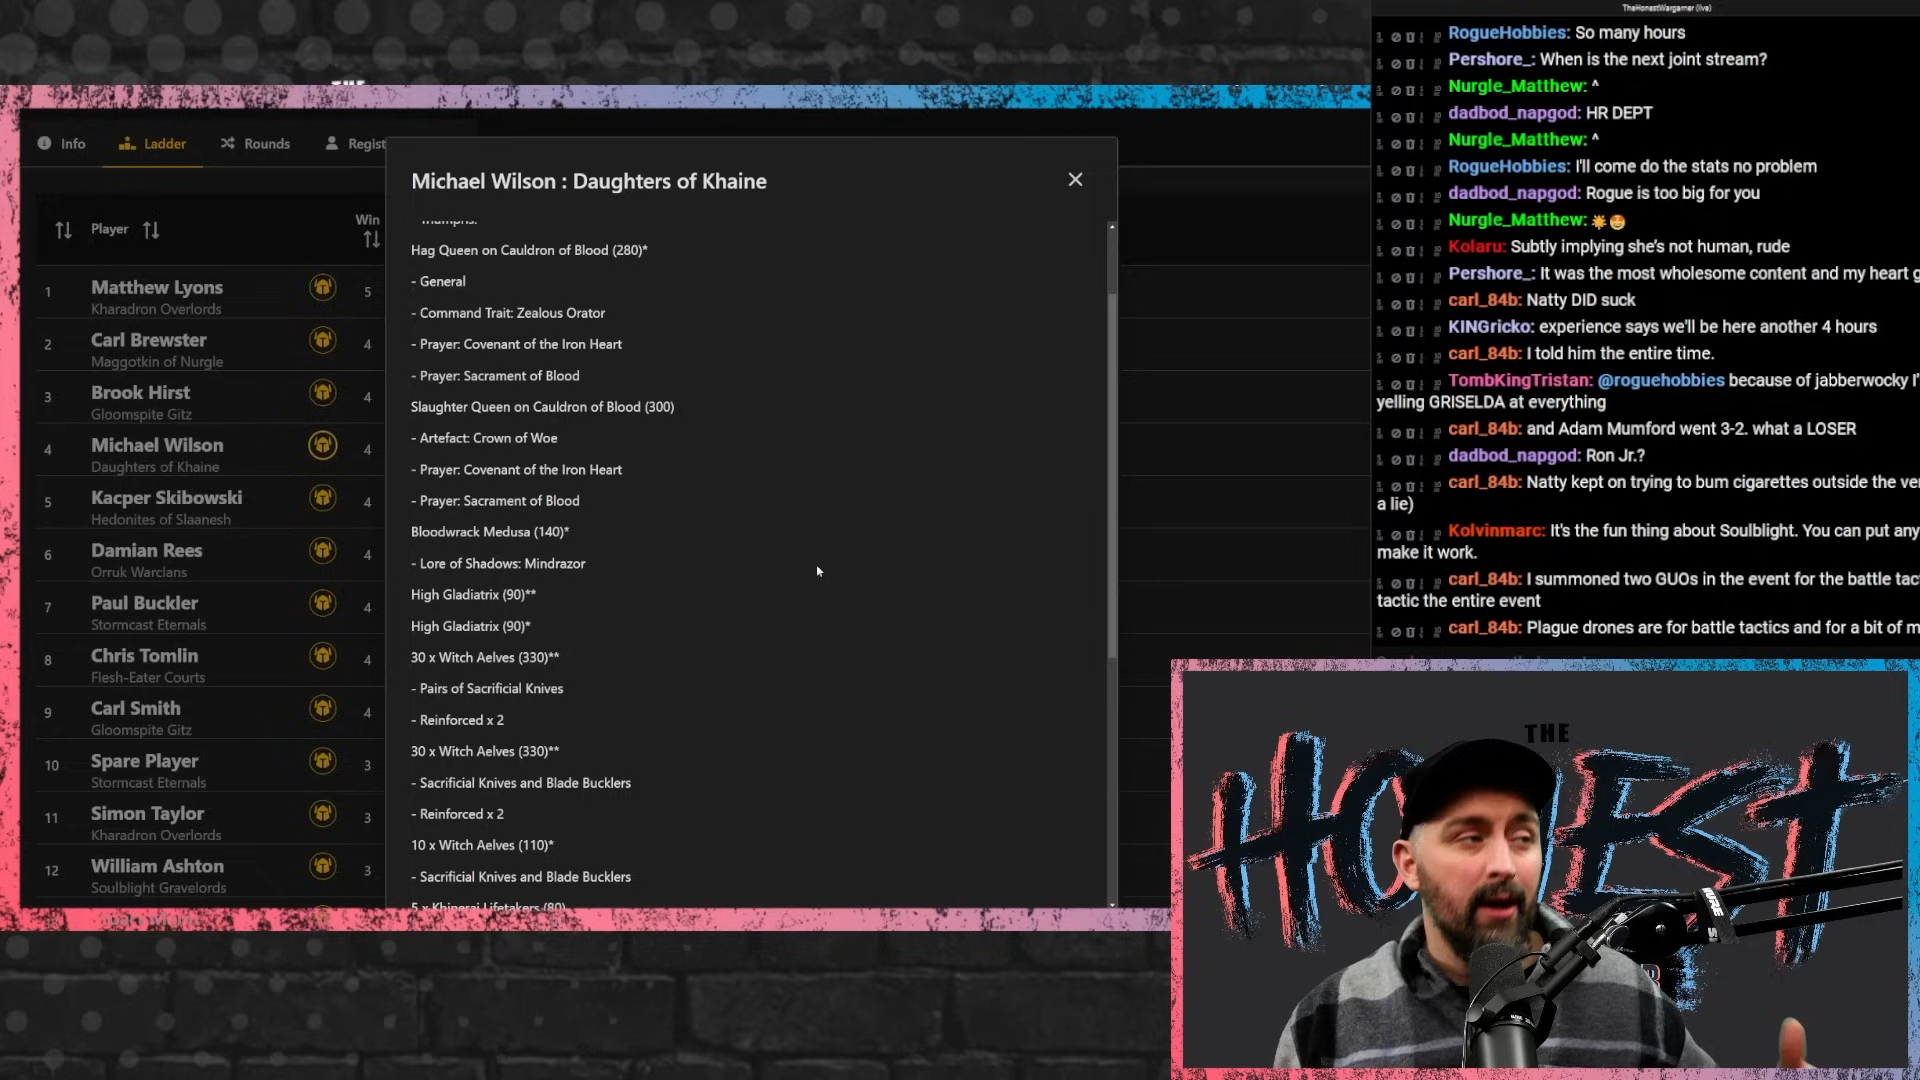 THE
Info
Ladder
Rounds
Regist
Player
Win
1
Matthew Lyons
Kharadron Overlords
5
2
Carl Brewster
Maggotkin of Nurgle
4
3
Brook Hirst
Gloomspite Gitz
4
4
Michael Wilson
Daughters of Khaine
4
5
Kacper Skibowski
Hedonites of Slaanesh
4
6
Damian Rees
Orruk Warclans
4
7
Paul Buckler
Stormcast Eternals
4
8
Chris Tomlin
Flesh-Eater Courts
4
9
Carl Smith
Gloomspite Gitz
4
10
Spare Player
Stormcast Eternals
3
11
Simon Taylor
Kharadron Overlords
3
12
William Ashton
Soulblight Gravelords
3
Michael Wilson : Daughters of Khaine
Triumphs:
Hag Queen on Cauldron of Blood (280)*
- General
- Command Trait: Zealous Orator
- Prayer: Covenant of the Iron Heart
- Prayer: Sacrament of Blood
Slaughter Queen on Cauldron of Blood (300)
- Artefact: Crown of Woe
- Prayer: Covenant of the Iron Heart
- Prayer: Sacrament of Blood
Bloodwrack Medusa (140)*
- Lore of Shadows: Mindrazor
High Gladiatrix (90)**
High Gladiatrix (90)*
30 x Witch Aelves (330)**
- Pairs of Sacrificial Knives
- Reinforced x 2
30 x Witch Aelves (330)**
- Sacrificial Knives and Blade Bucklers
- Reinforced x 2
10 x Witch Aelves (110)*
- Sacrificial Knives and Blade Bucklers
5 x Khinerai Lifetakers (80)
TheHonestWargamer (live)
RogueHobbies: So many hours
Pershore_: When is the next joint stream?
Nurgle_Matthew: ^
dadbod_napgod: HR DEPT
Nurgle_Matthew: ^
RogueHobbies: I'll come do the stats no problem
dadbod_napgod: Rogue is too big for you
Nurgle_Matthew:
Kolaru: Subtly implying she's not human, rude
Pershore_: It was the most wholesome content and my heart g
carl_84b: Natty DID suck
KINGricko: experience says we'll be here another 4 hours
carl_84b: I told him the entire time.
TombKingTristan: @roguehobbies because of jabberwocky I'
yelling GRISELDA at everything
carl_84b: and Adam Mumford went 3-2. what a LOSER
dadbod_napgod: Ron Jr.?
carl_84b: Natty kept on trying to bum cigarettes outside the ve
a lie)
Kolvinmarc: It's the fun thing about Soulblight. You can put any
make it work.
carl_84b: I summoned two GUOs in the event for the battle tac
tactic the entire event
carl_84b: Plague drones are for battle tactics and for a bit of m
THE
HONEST
SHURE